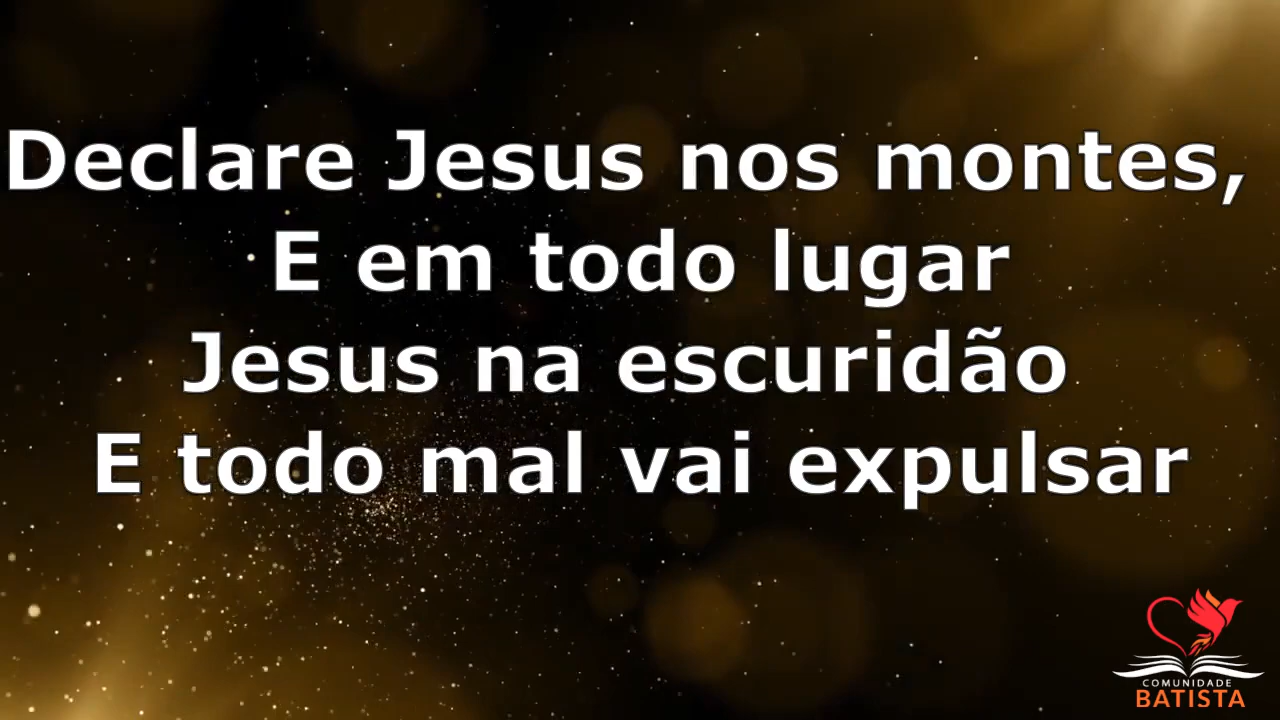 Declare Jesus nos montes,
E em todo lugar
Jesus na escuridão
E todo mal vai expulsar
COMUNIDADE
BATISTA